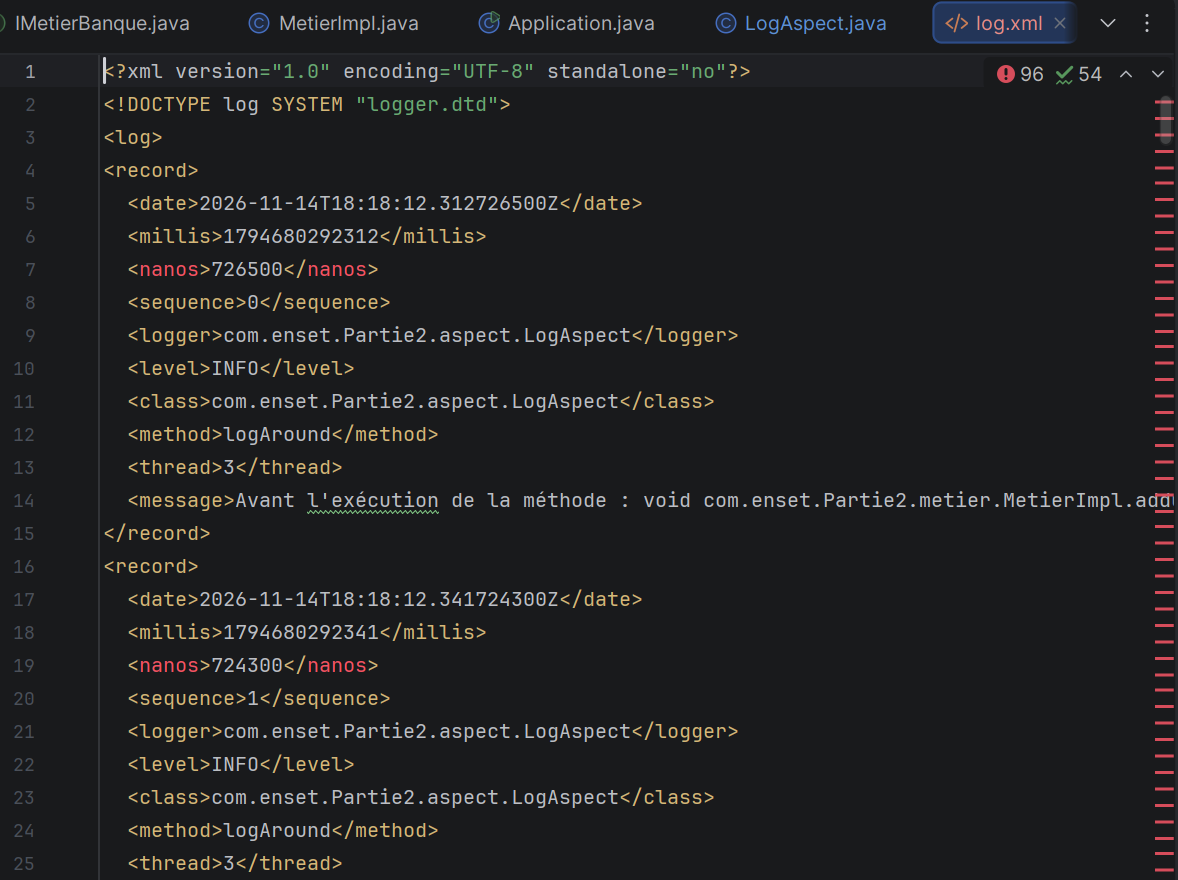 IMetierBanque.java MetierImpl.java Application.java LogAspect.java </> log.xml
1 <?xml version="1.0" encoding="UTF-8" standalone="no"?> 96 54
2 <!DOCTYPE log SYSTEM "logger.dtd">
3 <log>
4 <record>
5 <date>2026-11-14T18:18:12.312726500Z</date>
6 <millis>1794680292312</millis>
7 <nanos>726500</nanos>
8 <sequence>0</sequence>
9 <logger>com.enset.Partie2.aspect.LogAspect</logger>
10 <level>INFO</level>
11 <class>com.enset.Partie2.aspect.LogAspect</class>
12 <method>logAround</method>
13 <thread>3</thread>
14 <message>Avant l'exécution de la méthode : void com.enset.Partie2.metier.MetierImpl.add
15 </record>
16 <record>
17 <date>2026-11-14T18:18:12.341724300Z</date>
18 <millis>1794680292341</millis>
19 <nanos>724300</nanos>
20 <sequence>1</sequence>
21 <logger>com.enset.Partie2.aspect.LogAspect</logger>
22 <level>INFO</level>
23 <class>com.enset.Partie2.aspect.LogAspect</class>
24 <method>logAround</method>
25 <thread>3</thread>